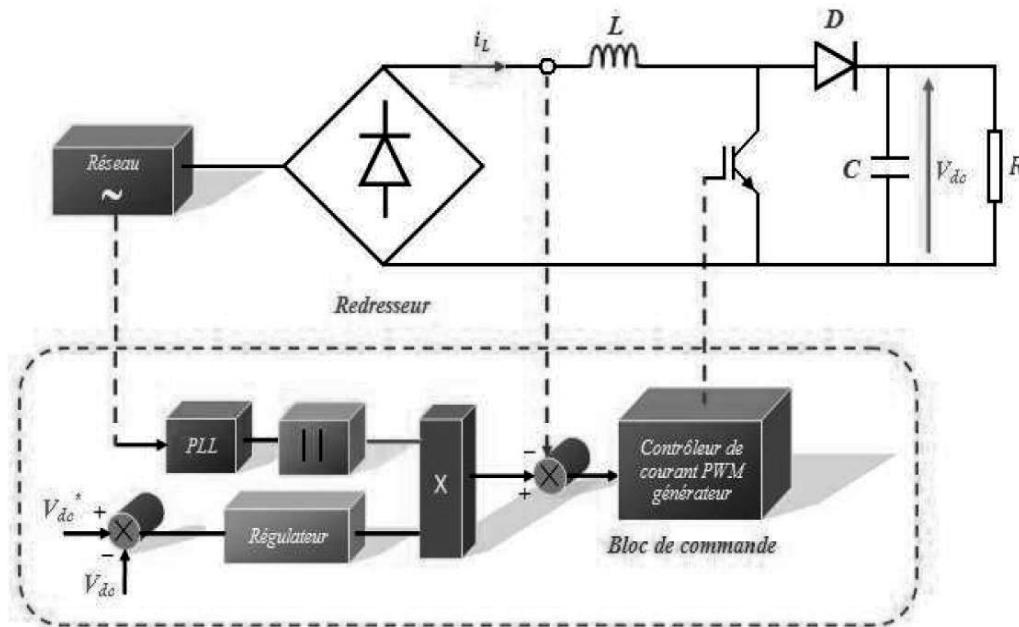 D
L
i_L
Réseau
~
C
V_dc
R
Redresseur
PLL
| |
X
Contrôleur de
courant PWM
générateur
-
+
V_dc*
+
-
V_dc
Régulateur
Bloc de commande